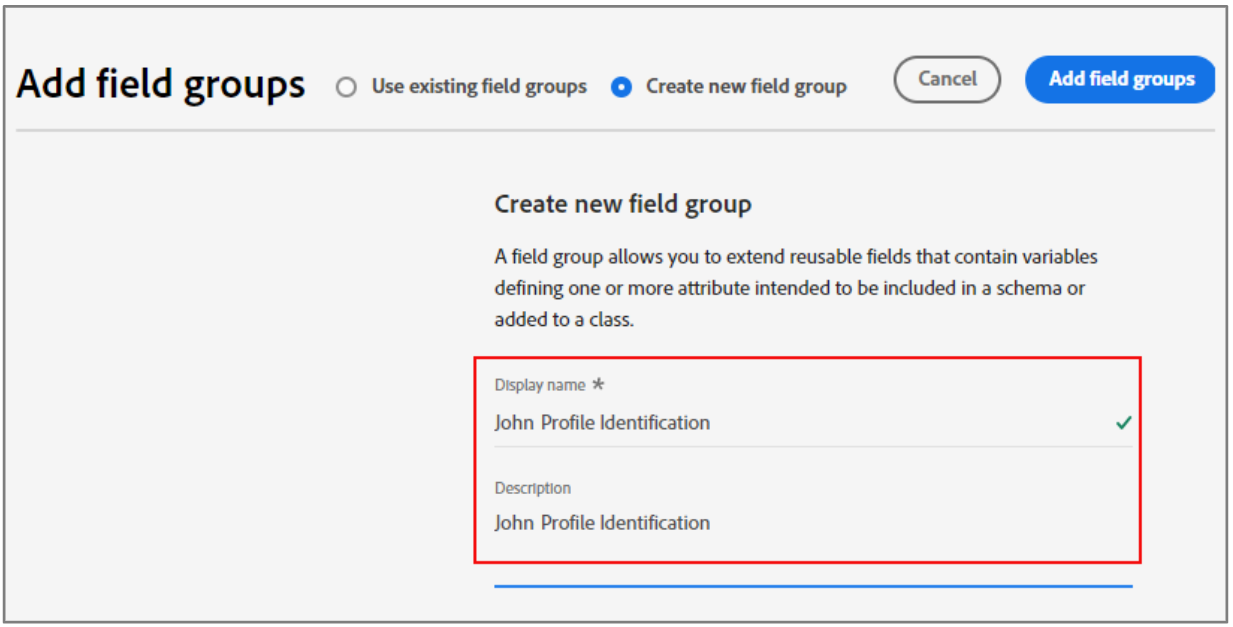 Add field groups
Use existing field groups
Create new field group
Cancel
Add field groups
Create new field group
A field group allows you to extend reusable fields that contain variables
defining one or more attribute intended to be included in a schema or
added to a class.
Display name *
John Profile Identification
Description
John Profile Identification